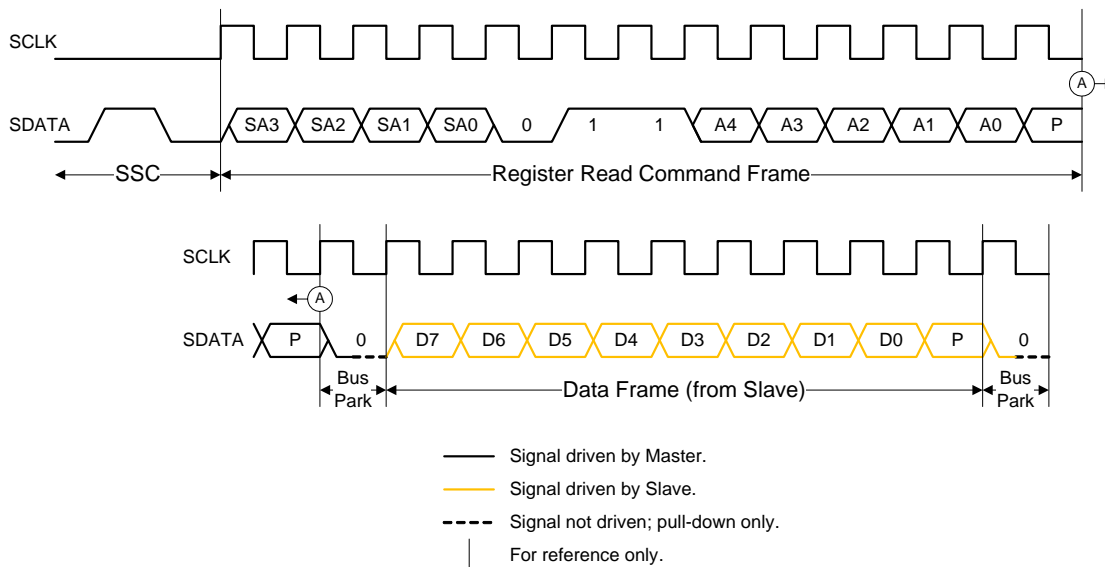 SCLK
A
SDATA SA3 SA2 SA1 SA0 0 1 1 A4 A3 A2 A1 A0 P
SSC Register Read Command Frame
SCLK
A
SDATA P 0 D7 D6 D5 D4 D3 D2 D1 D0 P 0
Bus Park Data Frame (from Slave) Bus Park
Signal driven by Master.
Signal driven by Slave.
Signal not driven; pull-down only.
For reference only.